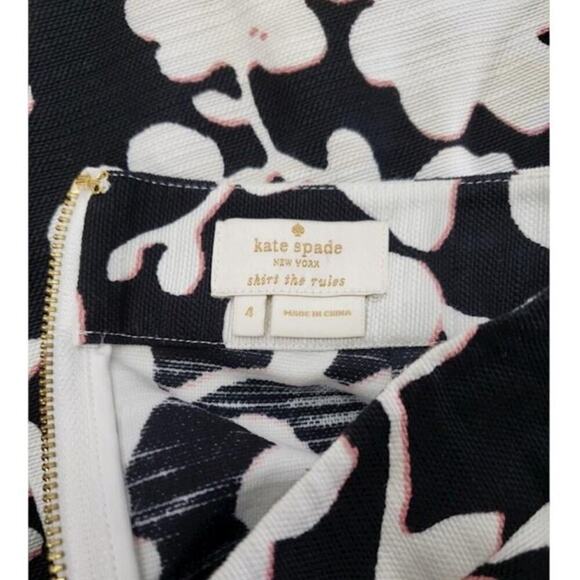 kate spade
NEW YORK
skirt the rules
4
MADE IN CHINA